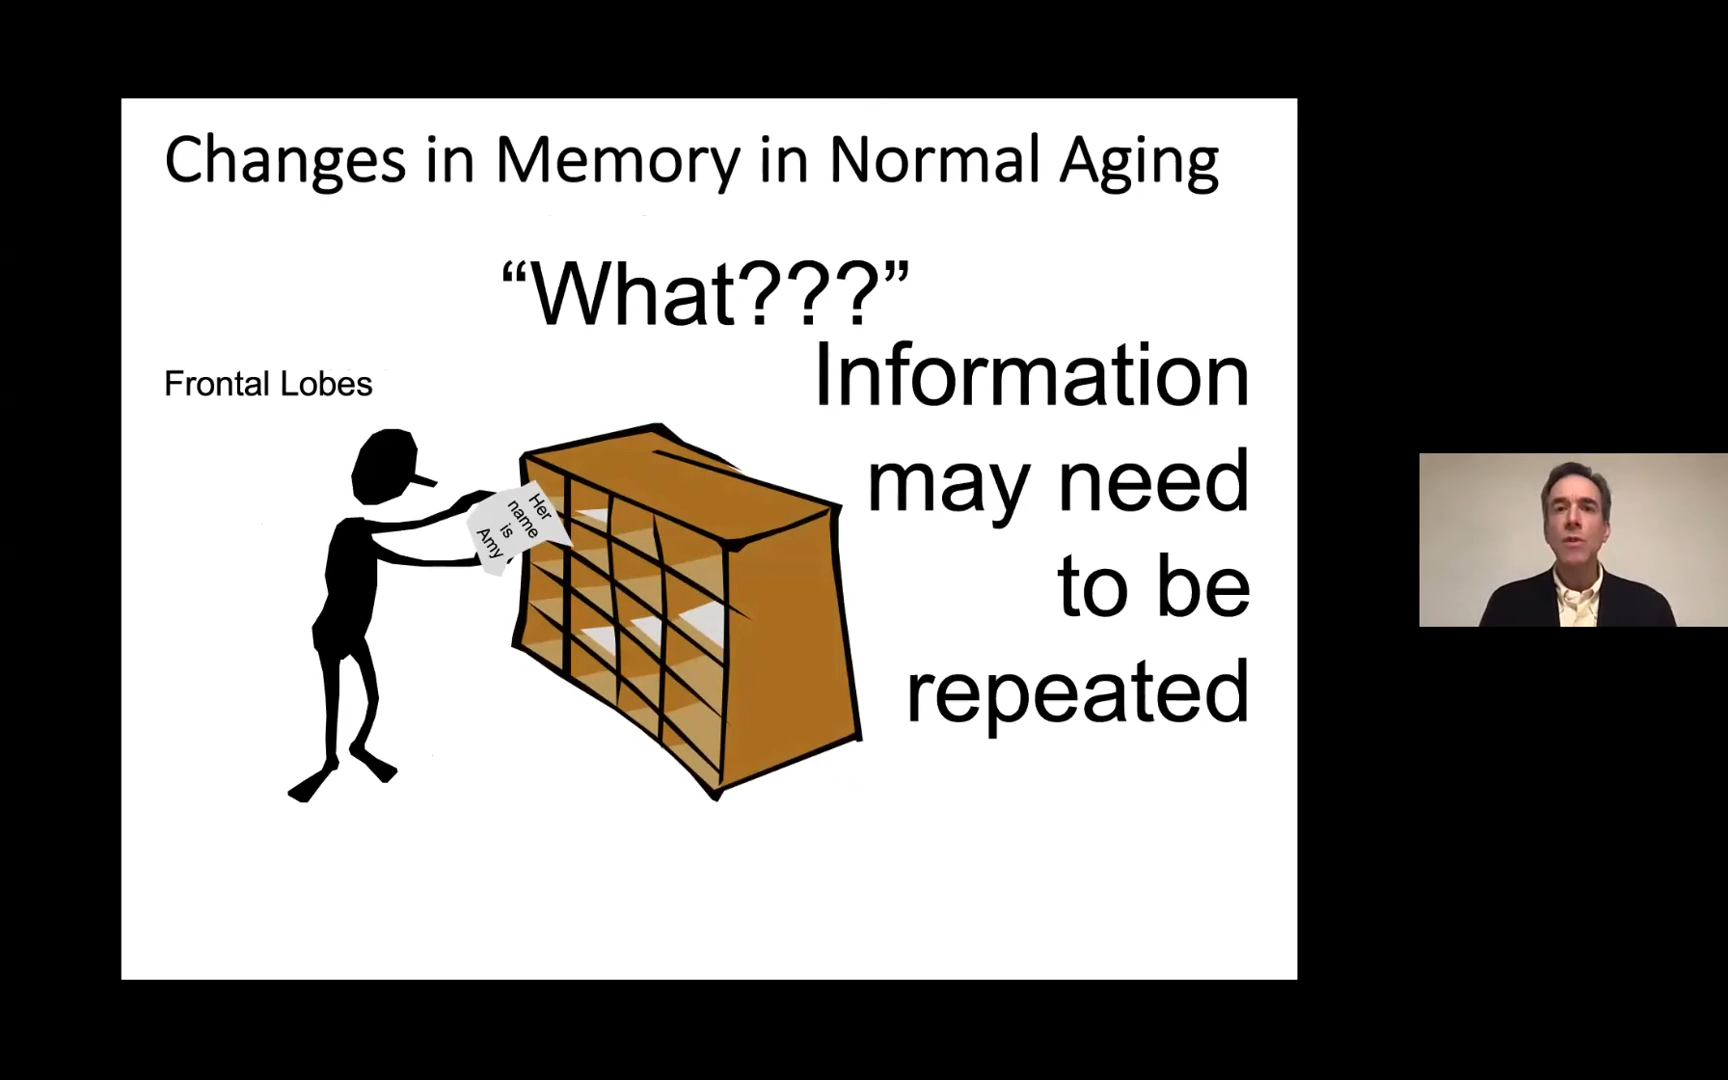 Changes in Memory in Normal Aging
“What???”
Information
may need
to be
repeated
Frontal Lobes
Her
name
is
Amy